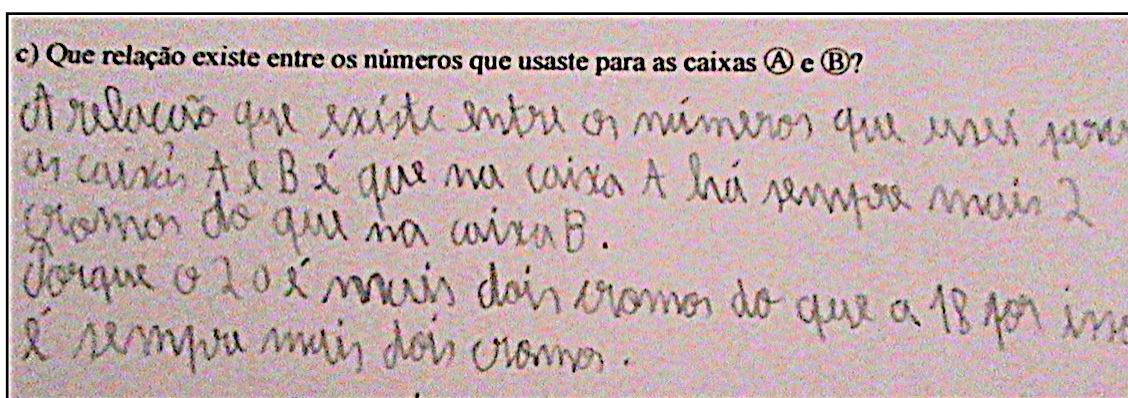 c) Que relação existe entre os números que usaste para as caixas Ⓐ e Ⓑ?
A relacção que existe entre os números que usei para
as caixas A e B é que na caixa A há sempre mais 2
cromos do que na caixa B.
Porque o 20 é mais dois cromos do que a 18 por isso
é sempre mais dois cromos.